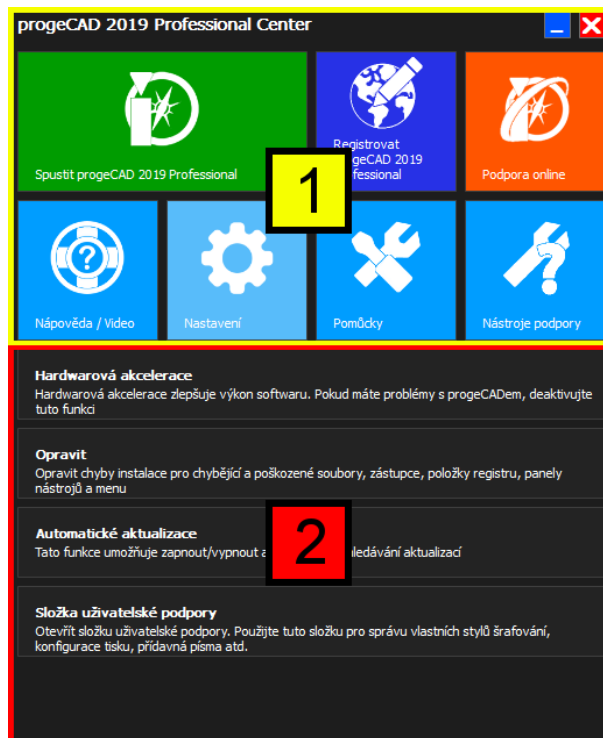 progeCAD 2019 Professional Center
Spustit progeCAD 2019 Professional
Registrovat
geCAD 2019
fessional
Podpora online
1
Nápověda / Video
Nastavení
Pomůcky
Nástroje podpory
Hardwarová akcelerace
Hardwarová akcelerace zlepšuje výkon softwaru. Pokud máte problémy s progeCADem, deaktivujte
tuto funkci
Opravit
Opravit chyby instalace pro chybějící a poškozené soubory, zástupce, položky registru, panely
nástrojů a menu
Automatické aktualizace
Tato funkce umožňuje zapnout/vypnout a ledávání aktualizací
2
Složka uživatelské podpory
Otevřít složku uživatelské podpory. Použijte tuto složku pro správu vlastních stylů šrafování,
konfigurace tisku, přídavná písma atd.